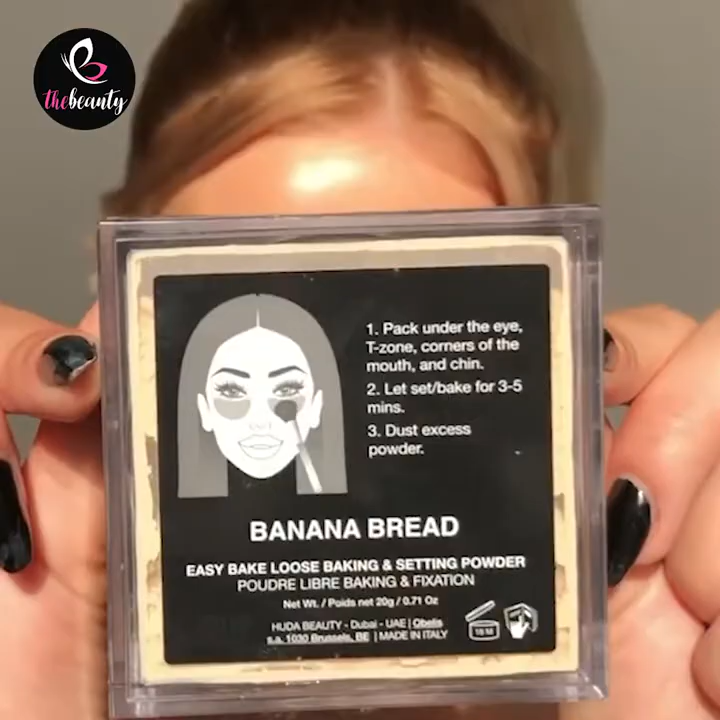 thebeauty
1. Pack under the eye,
T-zone, corners of the
mouth, and chin.
2. Let set/bake for 3-5
mins.
3. Dust excess
powder.
BANANA BREAD
EASY BAKE LOOSE BAKING & SETTING POWDER
POUDRE LIBRE BAKING & FIXATION
Net Wt. / Poids net 20g / 0.71 Oz
HUDA BEAUTY - Dubai - UAE | Obelis
s.a. 1030 Brussels, BE | MADE IN ITALY
18 M